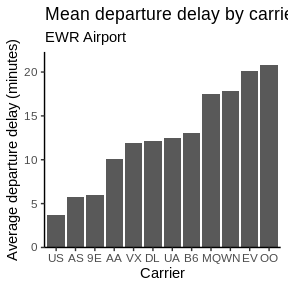 Mean departure delay by carrie
EWR Airport
Average departure delay (minutes)
20
15
10
5
0
US AS 9E AA VX DL UA B6 MQ WN EV OO
Carrier